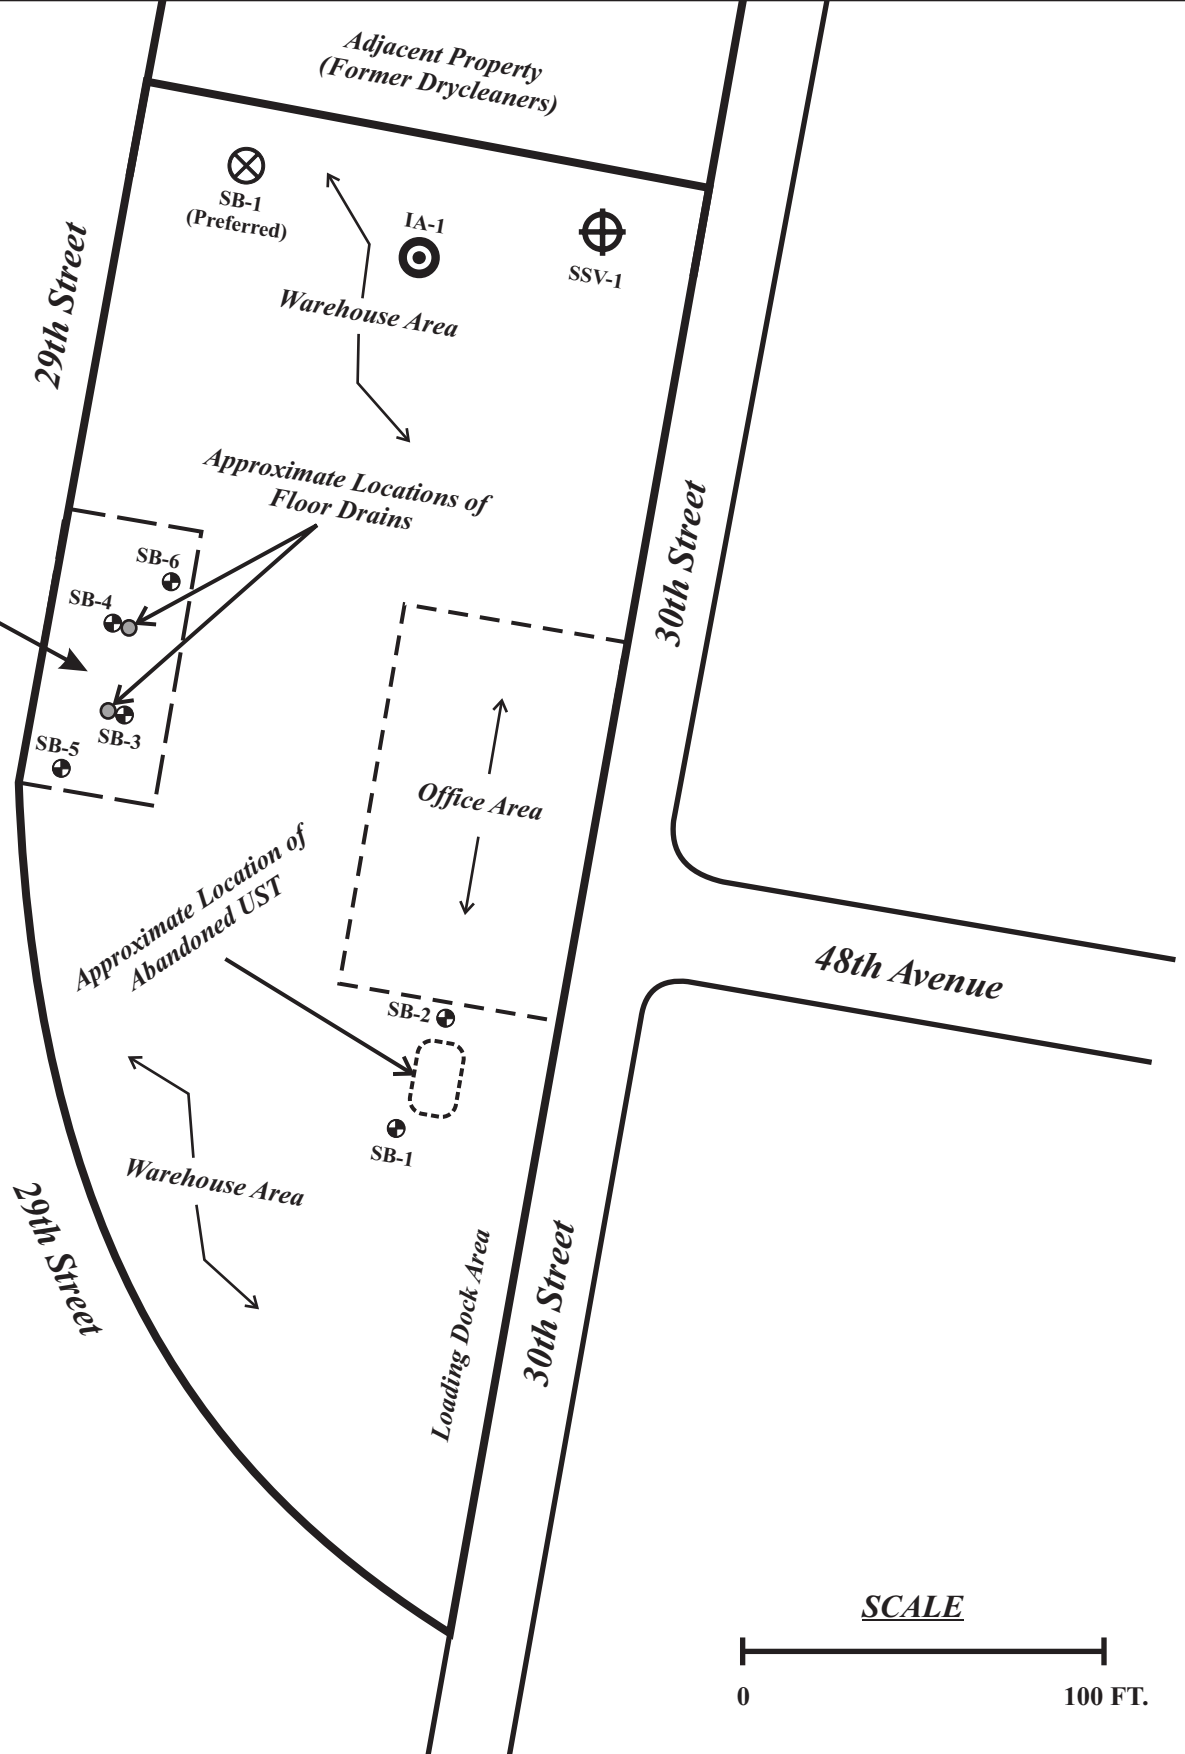 Adjacent Property
(Former Drycleaners)
SB-1
(Preferred)
IA-1
SSV-1
29th Street
Warehouse Area
Approximate Locations of
Floor Drains
30th Street
SB-6
SB-4
SB-3
SB-5
Office Area
Approximate Location of
Abandoned UST
48th Avenue
SB-2
SB-1
Warehouse Area
29th Street
Loading Dock Area
30th Street
SCALE
0 100 FT.